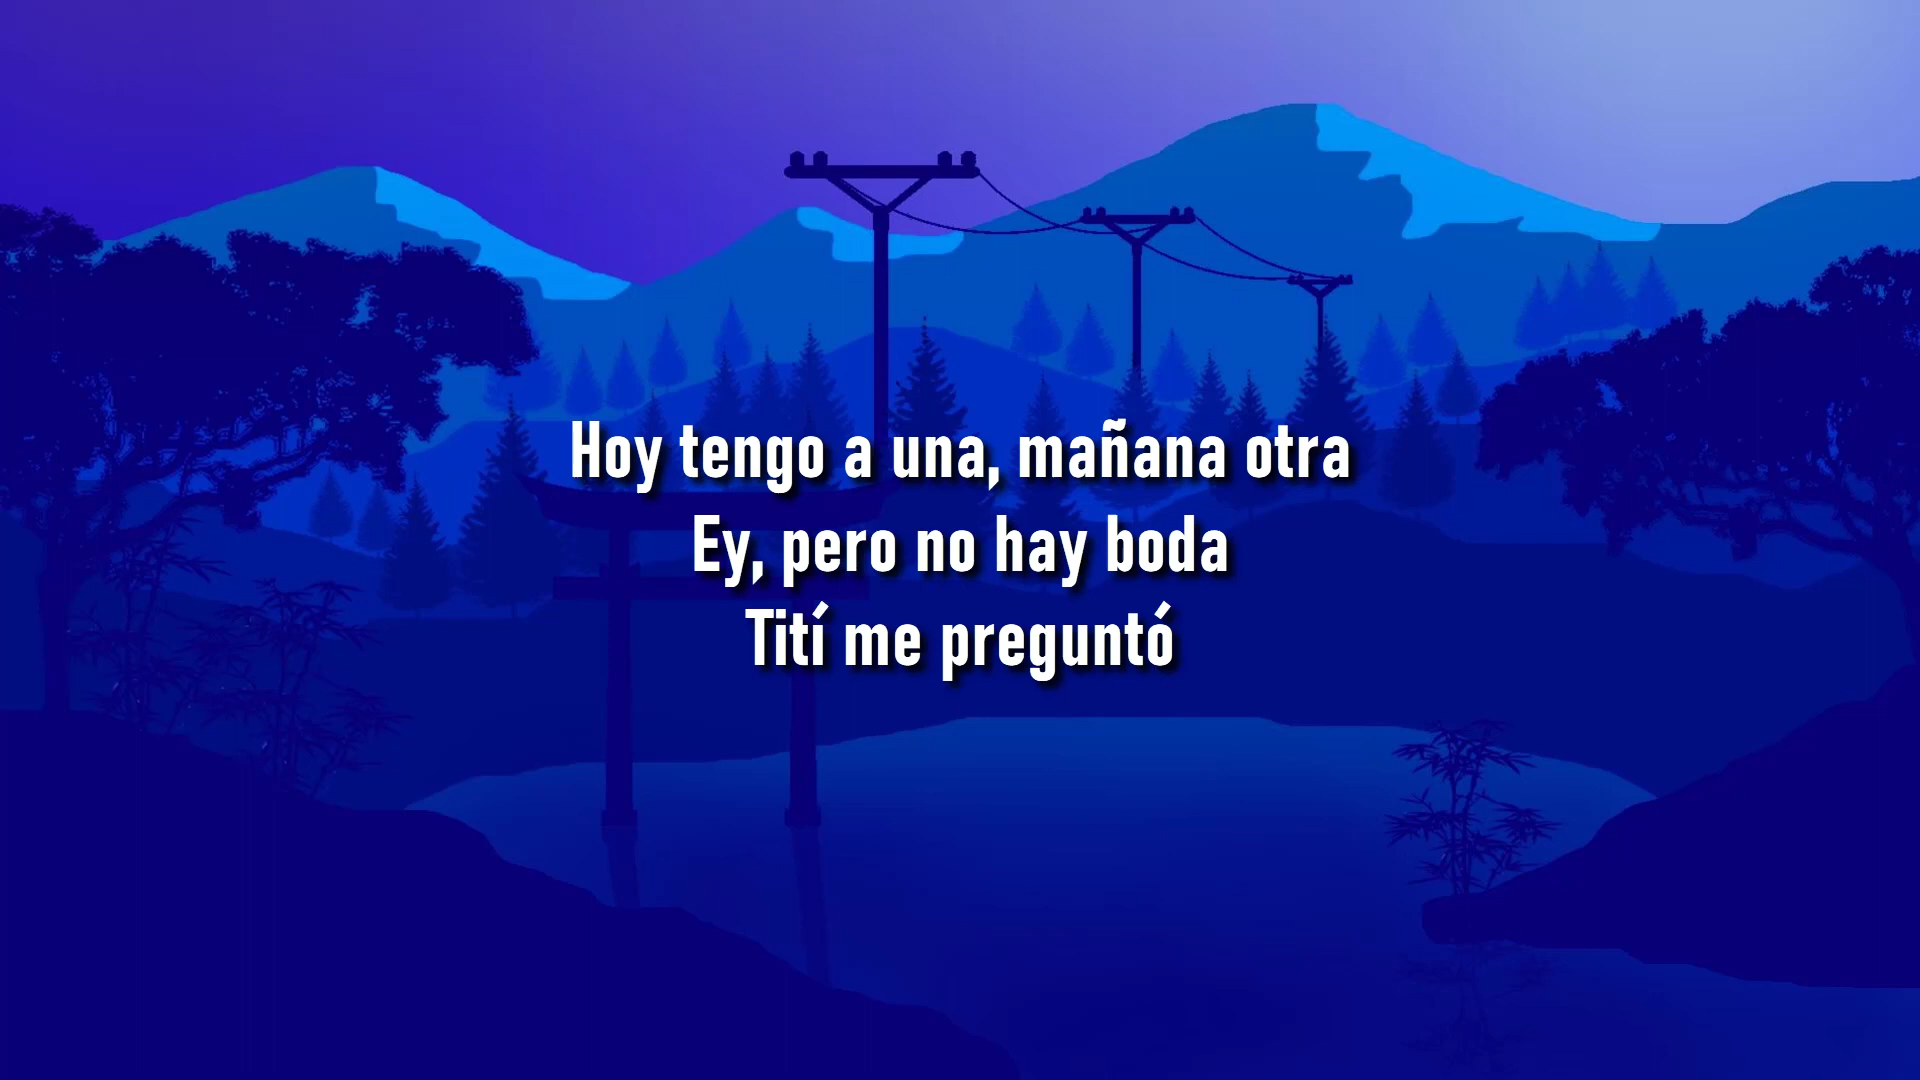 Hoy tengo a una, mañana otra
Ey, pero no hay boda
Tití me preguntó